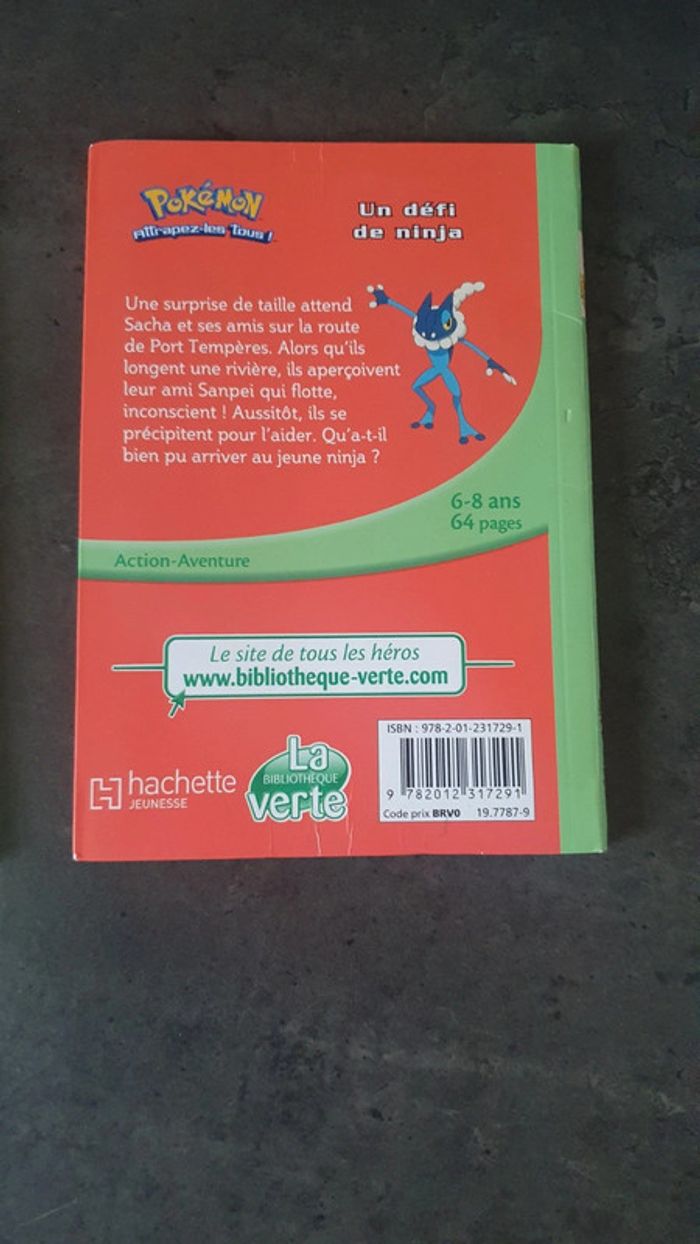 POKéMON
Attrapez-les Tous !
Un défi
de ninja
Une surprise de taille attend
Sacha et ses amis sur la route
de Port Tempères. Alors qu'ils
longent une rivière, ils aperçoivent
leur ami Sanpei qui flotte,
inconscient ! Aussitôt, ils se
précipitent pour l'aider. Qu'a-t-il
bien pu arriver au jeune ninja ?
6-8 ans
64 pages
Action-Aventure
Le site de tous les héros
www.bibliotheque-verte.com
hachette
JEUNESSE
La
BIBLIOTHÈQUE
verte
ISBN : 978-2-01-231729-1
9 782012 317291
Code prix BRV0 19.7787-9